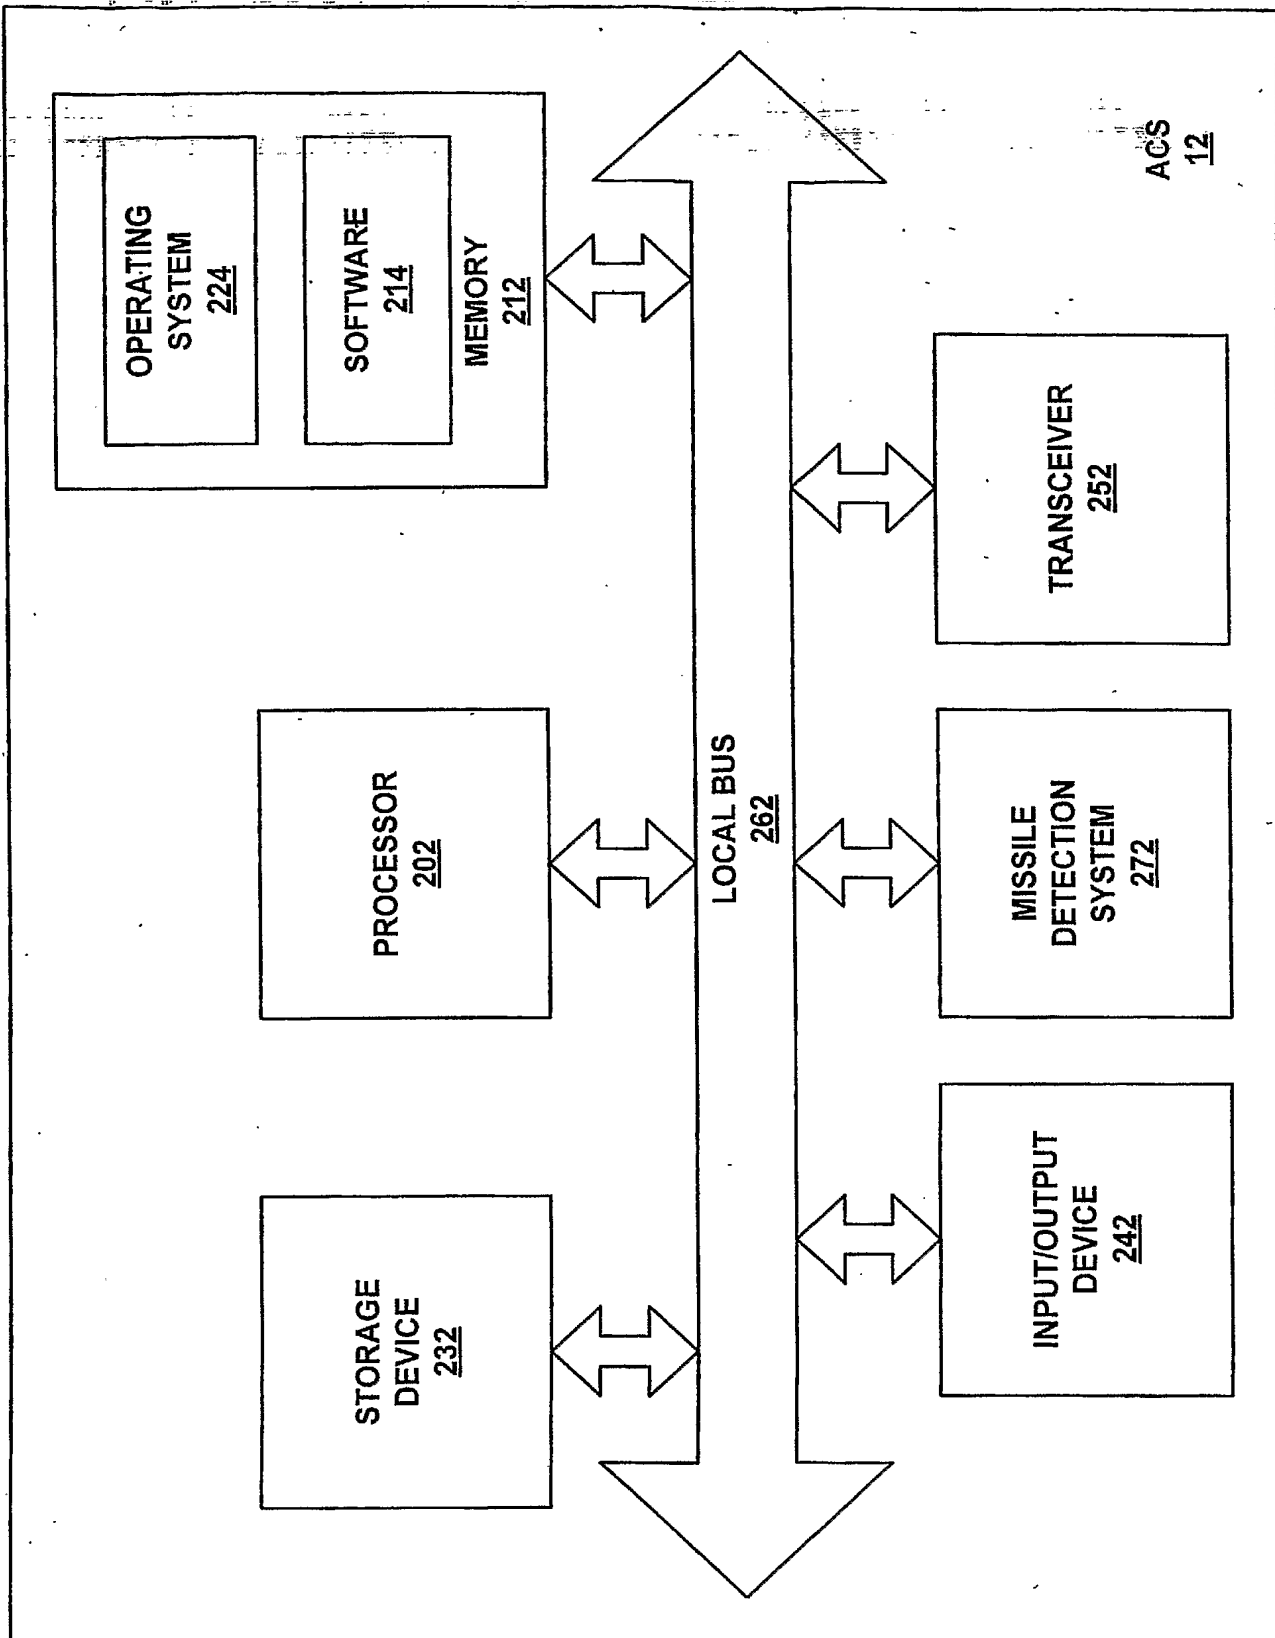 STORAGE
DEVICE
232
PROCESSOR
202
OPERATING
SYSTEM
224
SOFTWARE
214
MEMORY
212
LOCAL BUS
262
INPUT/OUTPUT
DEVICE
242
MISSILE
DETECTION
SYSTEM
272
TRANSCEIVER
252
ACS
12